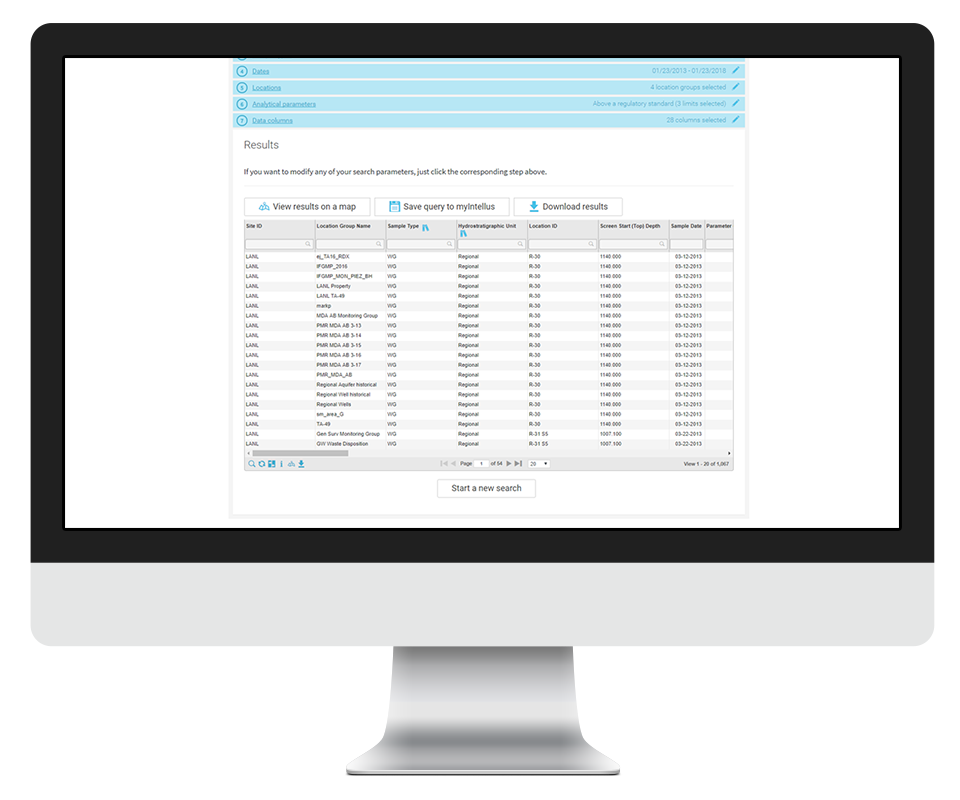 4 Dates 01/23/2013 - 01/23/2016
5 Locations 4 location groups selected
6 Analytical parameters Above a regulatory standard (3 limits selected)
7 Data columns 28 columns selected
Results
If you want to modify any of your search parameters, just click the corresponding step above.
View results on a map Save query to myIntellus Download results
Site ID Location Group Name Sample Type Hydrostratigraphic Unit Location ID Screen Start (Top) Depth Sample Date Parameter
LANL ej_TA16_RDX WG Regional R-30 1140.000 03-12-2013
LANL IFGMP_2016 WG Regional R-30 1140.000 03-12-2013
LANL IFGMP_MON_PIEZ_BH WG Regional R-30 1140.000 03-12-2013
LANL LANL Property WG Regional R-30 1140.000 03-12-2013
LANL LANL TA-49 WG Regional R-30 1140.000 03-12-2013
LANL markp WG Regional R-30 1140.000 03-12-2013
LANL MDA AB Monitoring Group WG Regional R-30 1140.000 03-12-2013
LANL PMR MDA AB 3-13 WG Regional R-30 1140.000 03-12-2013
LANL PMR MDA AB 3-14 WG Regional R-30 1140.000 03-12-2013
LANL PMR MDA AB 3-15 WG Regional R-30 1140.000 03-12-2013
LANL PMR MDA AB 3-16 WG Regional R-30 1140.000 03-12-2013
LANL PMR MDA AB 3-17 WG Regional R-30 1140.000 03-12-2013
LANL PMR_MDA_AB WG Regional R-30 1140.000 03-12-2013
LANL Regional Aquifer historical WG Regional R-30 1140.000 03-12-2013
LANL Regional Well historical WG Regional R-30 1140.000 03-12-2013
LANL Regional Wells WG Regional R-30 1140.000 03-12-2013
LANL sm_area_G WG Regional R-30 1140.000 03-12-2013
LANL TA-49 WG Regional R-30 1140.000 03-12-2013
LANL Gen Surv Monitoring Group WG Regional R-31 S5 1007.100 03-22-2013
LANL GW Waste Disposition WG Regional R-31 S5 1007.100 03-22-2013
Page 1 of 54 20 View 1 - 20 of 1,067
Start a new search